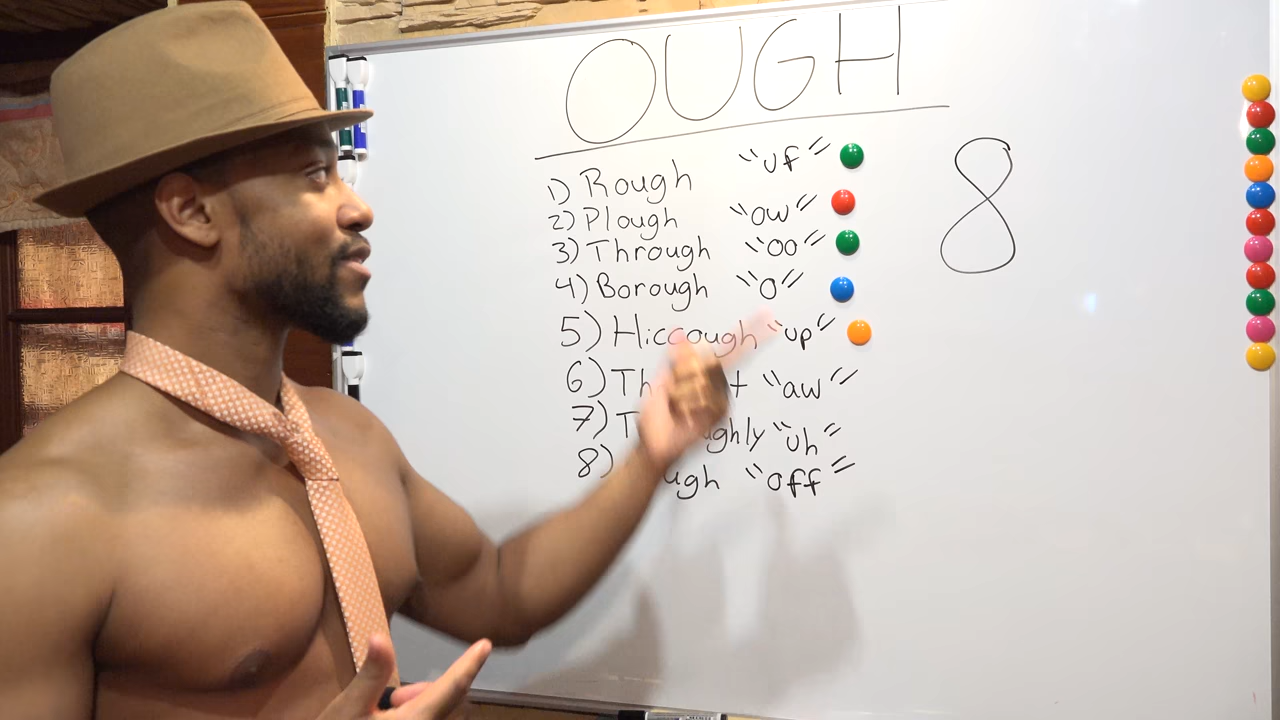 OUGH
1) Rough "uf"
2) Plough "ow"
3) Through "oo"
4) Borough "o"
5) Hiccough "up"
6) "aw"
7) "uh"
8) "off"
8